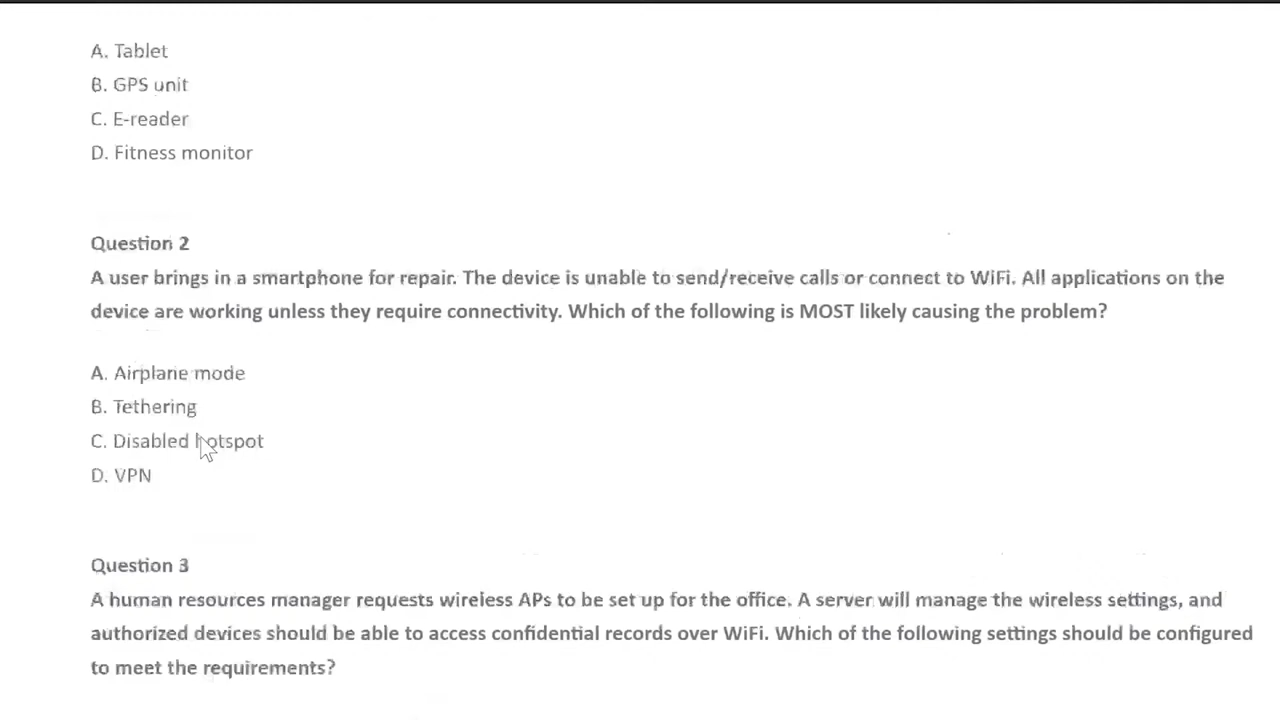 A. Tablet
B. GPS unit
C. E-reader
D. Fitness monitor
Question 2
A user brings in a smartphone for repair. The device is unable to send/receive calls or connect to WiFi. All applications on the
device are working unless they require connectivity. Which of the following is MOST likely causing the problem?
A. Airplane mode
B. Tethering
C. Disabled hotspot
D. VPN
Question 3
A human resources manager requests wireless APs to be set up for the office. A server will manage the wireless settings, and
authorized devices should be able to access confidential records over WiFi. Which of the following settings should be configured
to meet the requirements?